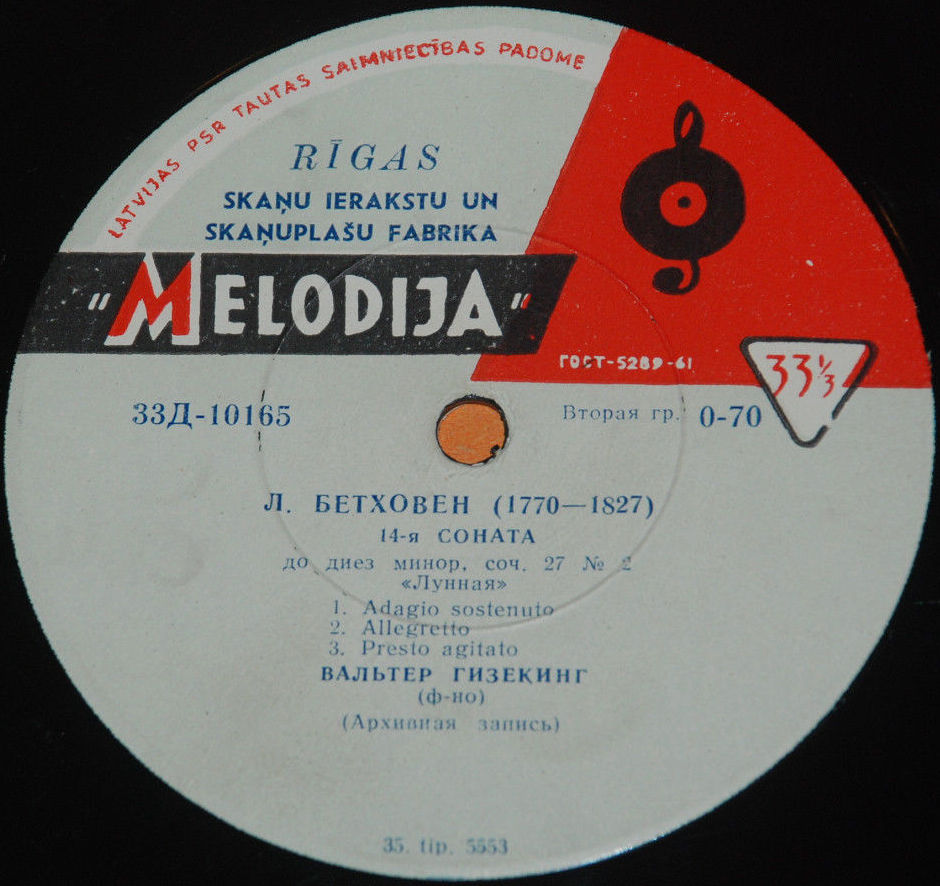 LATVIJAS PSR TAUTAS SAIMNIECĪBAS PADOME
RĪGAS
SKAŅU IERAKSTU UN
SKAŅUPLAŠU FABRIKA
"MELODIJA"
ГОСТ-5289-61
33⅓
33Д-10165
Вторая гр. 0-70
Л. БЕТХОВЕН (1770—1827)
14-я СОНАТА
до диез минор, соч. 27 № 2
«Лунная»
1. Adagio sostenuto
2. Allegretto
3. Presto agitato
ВАЛЬТЕР ГИЗЕКИНГ
(ф-но)
(Архивная запись)
35. tip. 5553